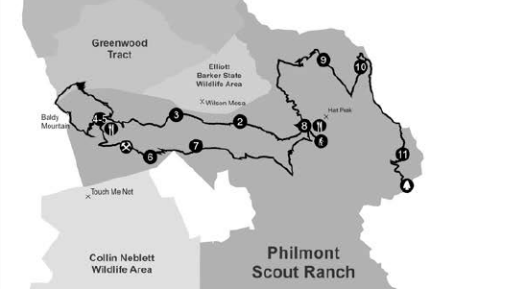 Greenwood
Tract
Elliott
Barker State
Wildlife Area
Wilson Mesa
Hat Peak
9
10
Baldy
Mountain
4-5
3
2
8
6
7
11
Touch Me Not
Collin Neblett
Wildlife Area
Philmont
Scout Ranch